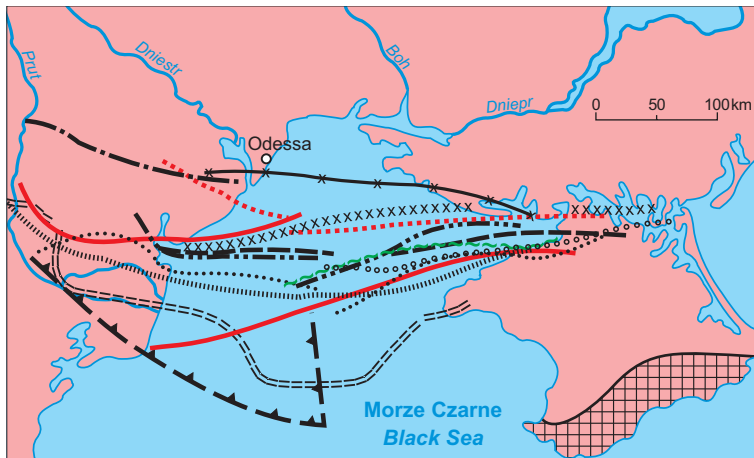 Prut
Dniestr
Boh
Dniepr
0 50 100 km
Odessa
Morze Czarne
Black Sea